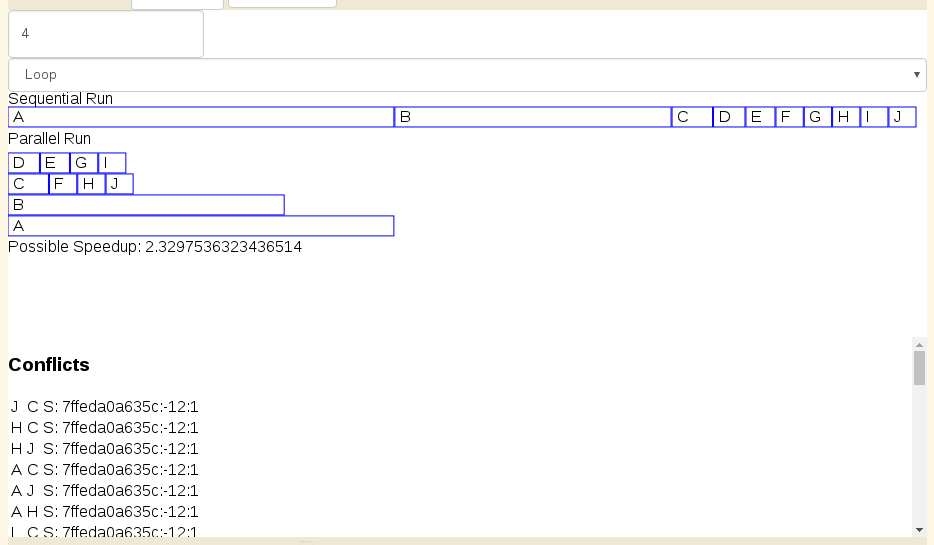 4
Loop
Sequential Run
A B C D E F G H I J
Parallel Run
D E G I
C F H J
B
A
Possible Speedup: 2.3297536323436514
Conflicts
J C S: 7ffeda0a635c:-12:1
H C S: 7ffeda0a635c:-12:1
H J S: 7ffeda0a635c:-12:1
A C S: 7ffeda0a635c:-12:1
A J S: 7ffeda0a635c:-12:1
A H S: 7ffeda0a635c:-12:1
I C S: 7ffeda0a635c:-12:1